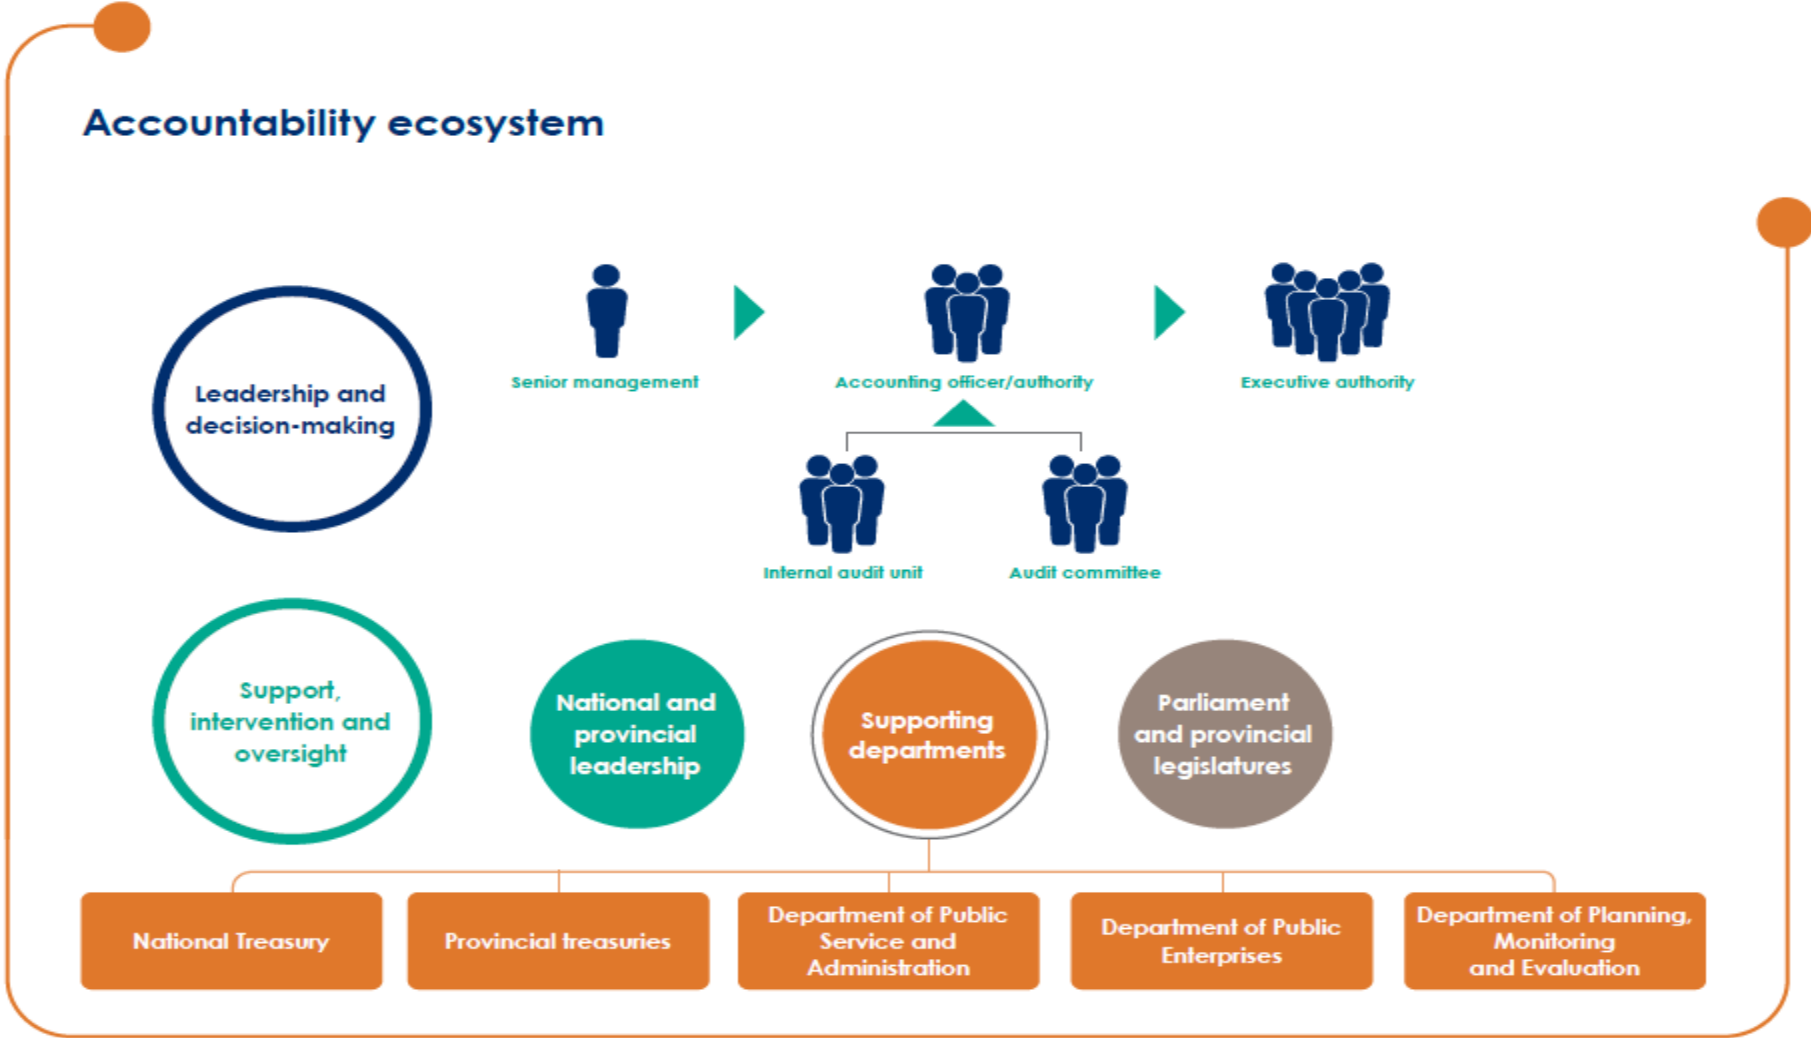 Accountability ecosystem
Leadership and
decision-making
Senior management
Accounting officer/authority
Executive authority
Internal audit unit
Audit committee
Support,
intervention and
oversight
National and
provincial
leadership
Supporting
departments
Parliament
and provincial
legislatures
National Treasury
Provincial treasuries
Department of Public
Service and
Administration
Department of Public
Enterprises
Department of Planning,
Monitoring
and Evaluation